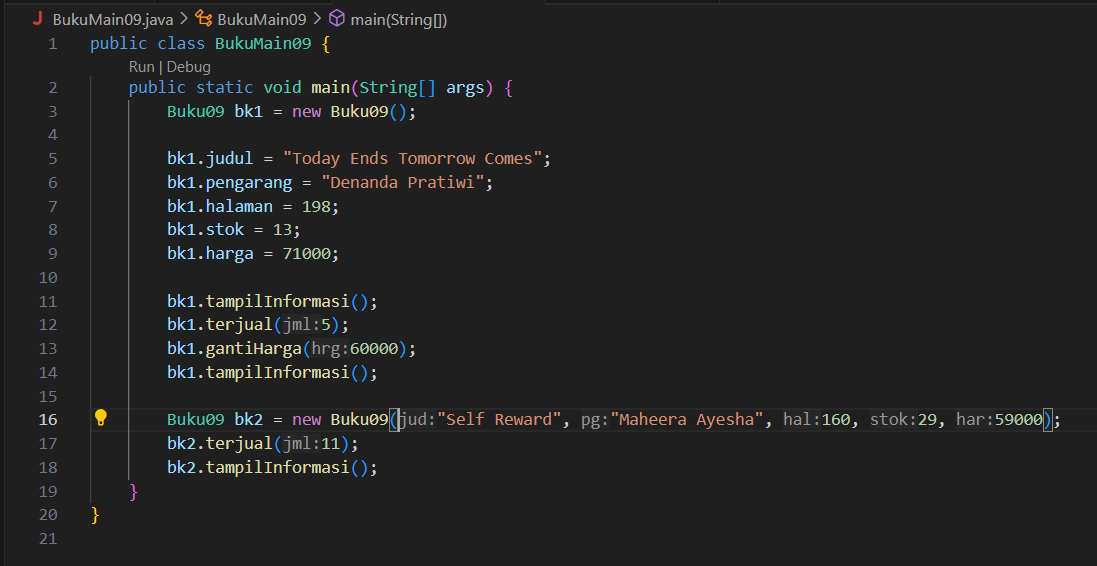 J BukuMain09.java > BukuMain09 > main(String[])
1 public class BukuMain09 {
Run | Debug
2 public static void main(String[] args) {
3 Buku09 bk1 = new Buku09();
4
5 bk1.judul = "Today Ends Tomorrow Comes";
6 bk1.pengarang = "Denanda Pratiwi";
7 bk1.halaman = 198;
8 bk1.stok = 13;
9 bk1.harga = 71000;
10
11 bk1.tampilInformasi();
12 bk1.terjual(jml:5);
13 bk1.gantiHarga(hrg:60000);
14 bk1.tampilInformasi();
15
16 Buku09 bk2 = new Buku09(jud:"Self Reward", pg:"Maheera Ayesha", hal:160, stok:29, har:59000);
17 bk2.terjual(jml:11);
18 bk2.tampilInformasi();
19 }
20 }
21